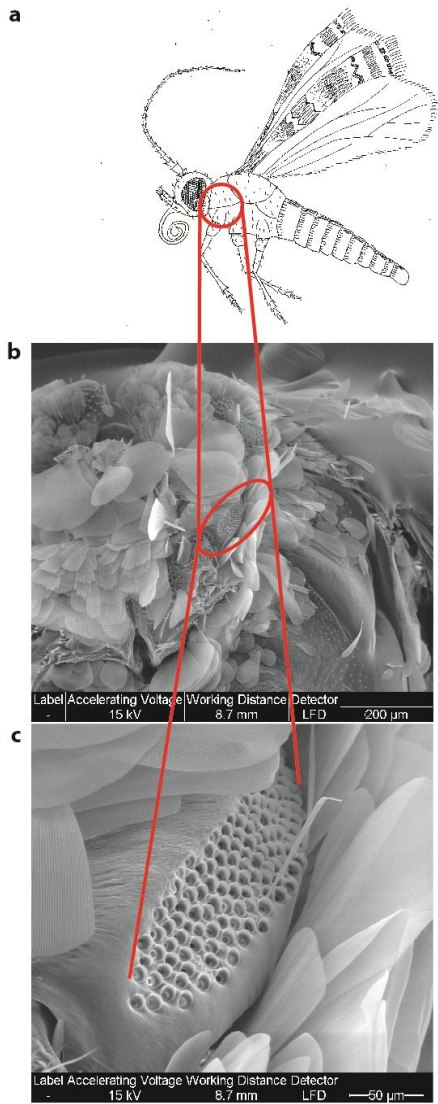 a
b
Label Accelerating Voltage Working Distance Detector
- 15 kV 8.7 mm LFD 200 µm
c
Label Accelerating Voltage Working Distance Detector
- 15 kV 8.7 mm LFD 50 µm